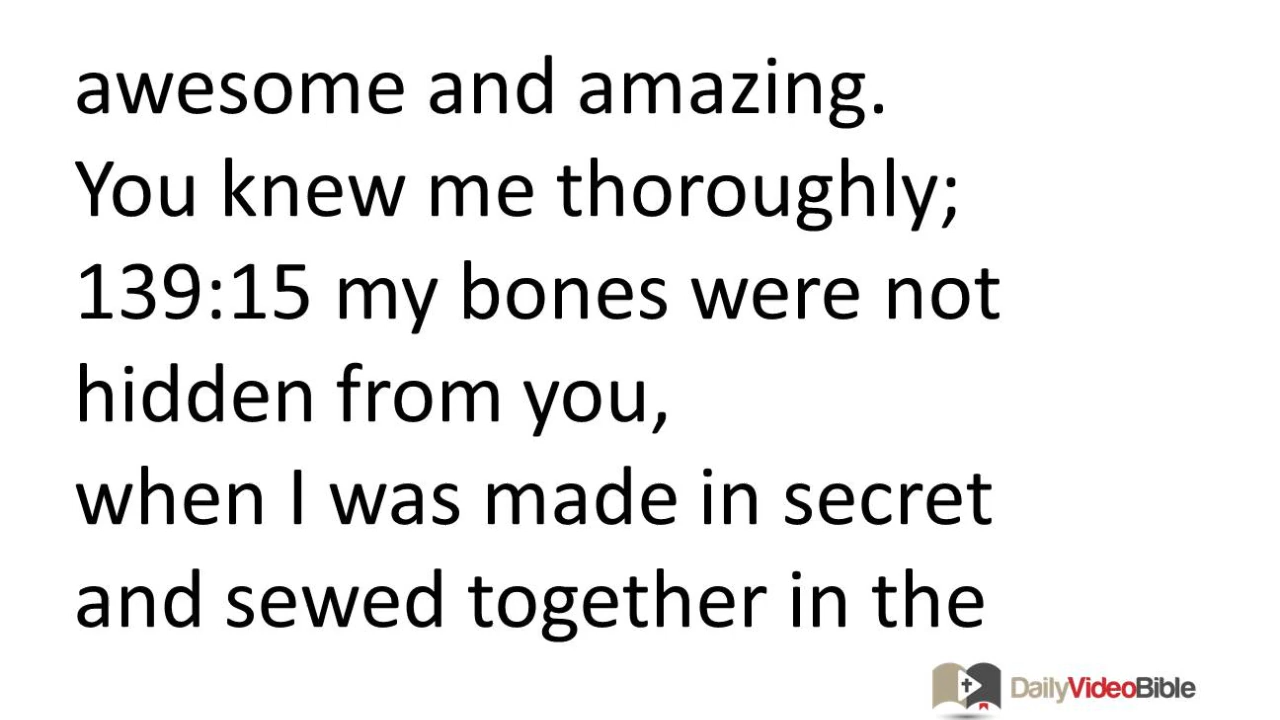 awesome and amazing.
You knew me thoroughly;
139:15 my bones were not
hidden from you,
when I was made in secret
and sewed together in the
DailyVideoBible